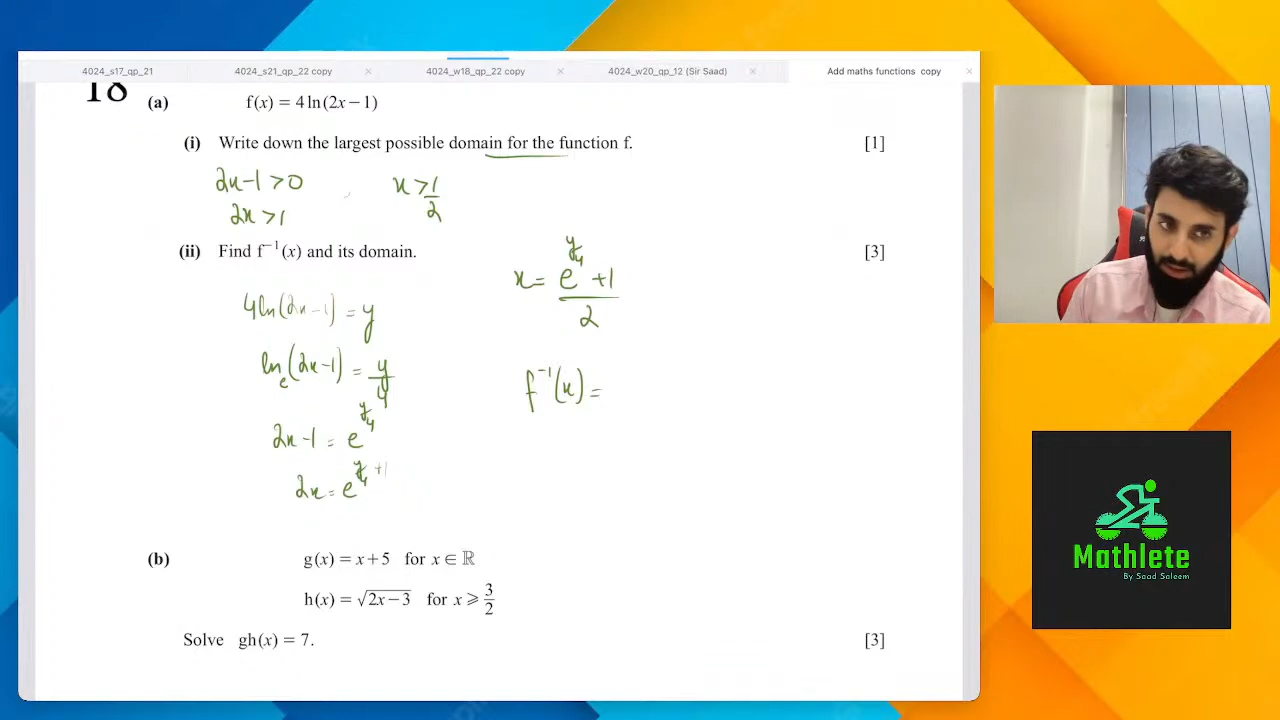 4024_s17_qp_21 4024_s21_qp_22 copy × 4024_w18_qp_22 copy × 4024_w20_qp_12 (Sir Saad) × Add maths functions copy ×
18
(a) f(x) = 4 ln(2x − 1)
(i) Write down the largest possible domain for the function f. [1]
2x-1 > 0 x > 1/2
2x > 1
(ii) Find f⁻¹(x) and its domain. [3]
x = (e^(y/4) + 1)/2
4 ln(2x-1) = y
ln_e(2x-1) = y/4
f⁻¹(x) =
2x-1 = e^(y/4)
2x = e^(y/4) + 1
(b) g(x) = x + 5 for x ∈ ℝ
h(x) = √(2x − 3) for x ⩾ 3/2
Solve gh(x) = 7. [3]
Mathlete
By Saad Saleem